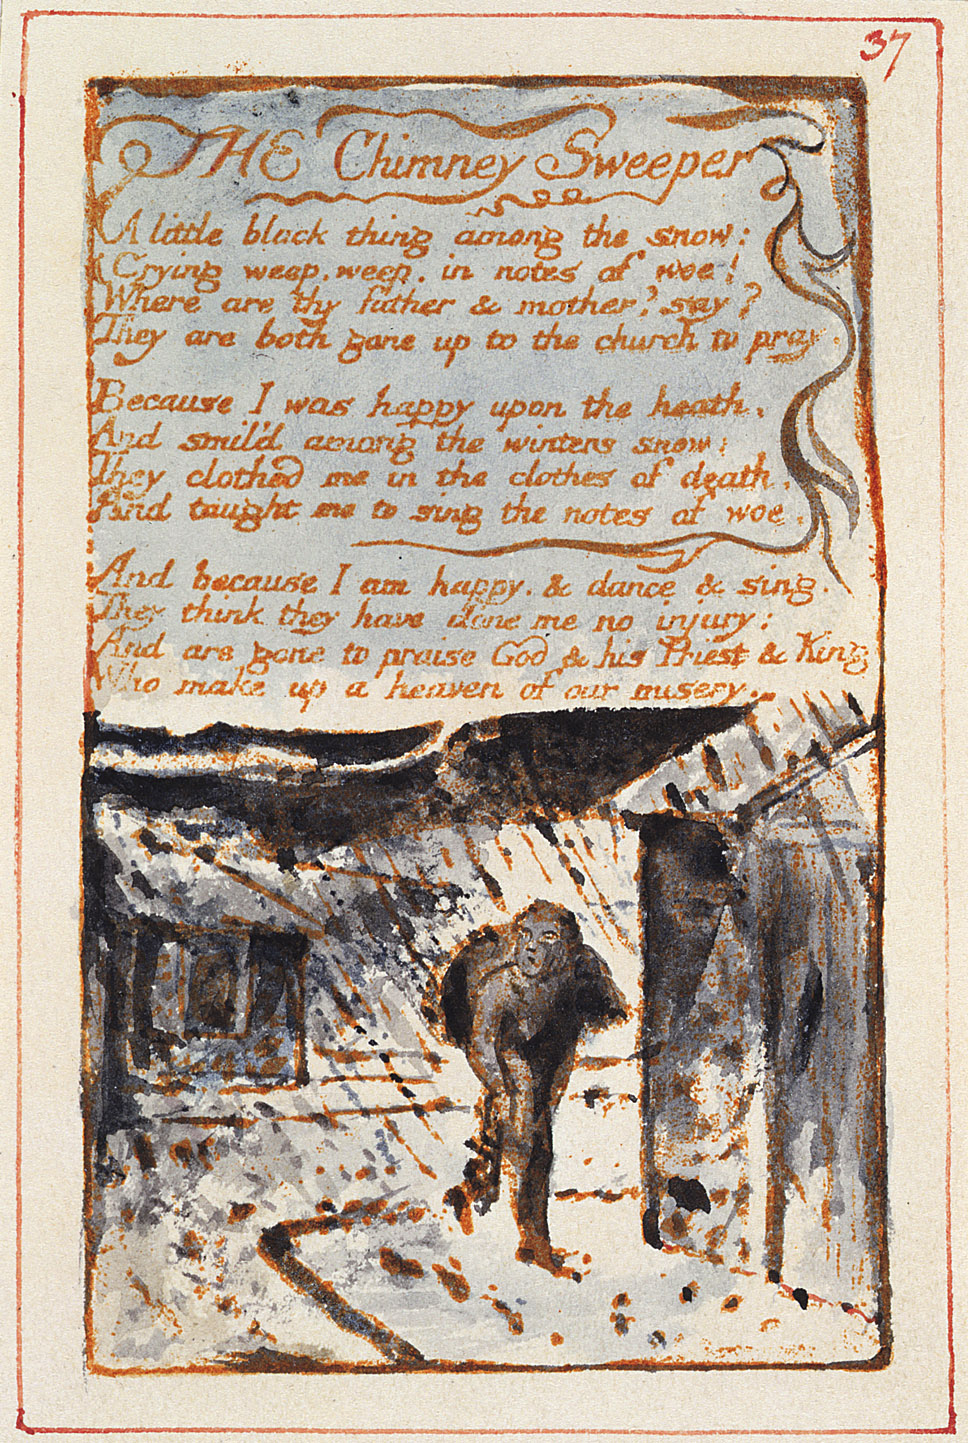 37
THE Chimney Sweeper
A little black thing among the snow:
Crying weep, weep, in notes of woe!
Where are thy father & mother? say?
They are both gone up to the church to pray.
Because I was happy upon the heath,
And smil'd among the winters snow:
They clothed me in the clothes of death,
And taught me to sing the notes of woe.
And because I am happy, & dance & sing,
They think they have done me no injury:
And are gone to praise God & his Priest & King
Who make up a heaven of our misery.